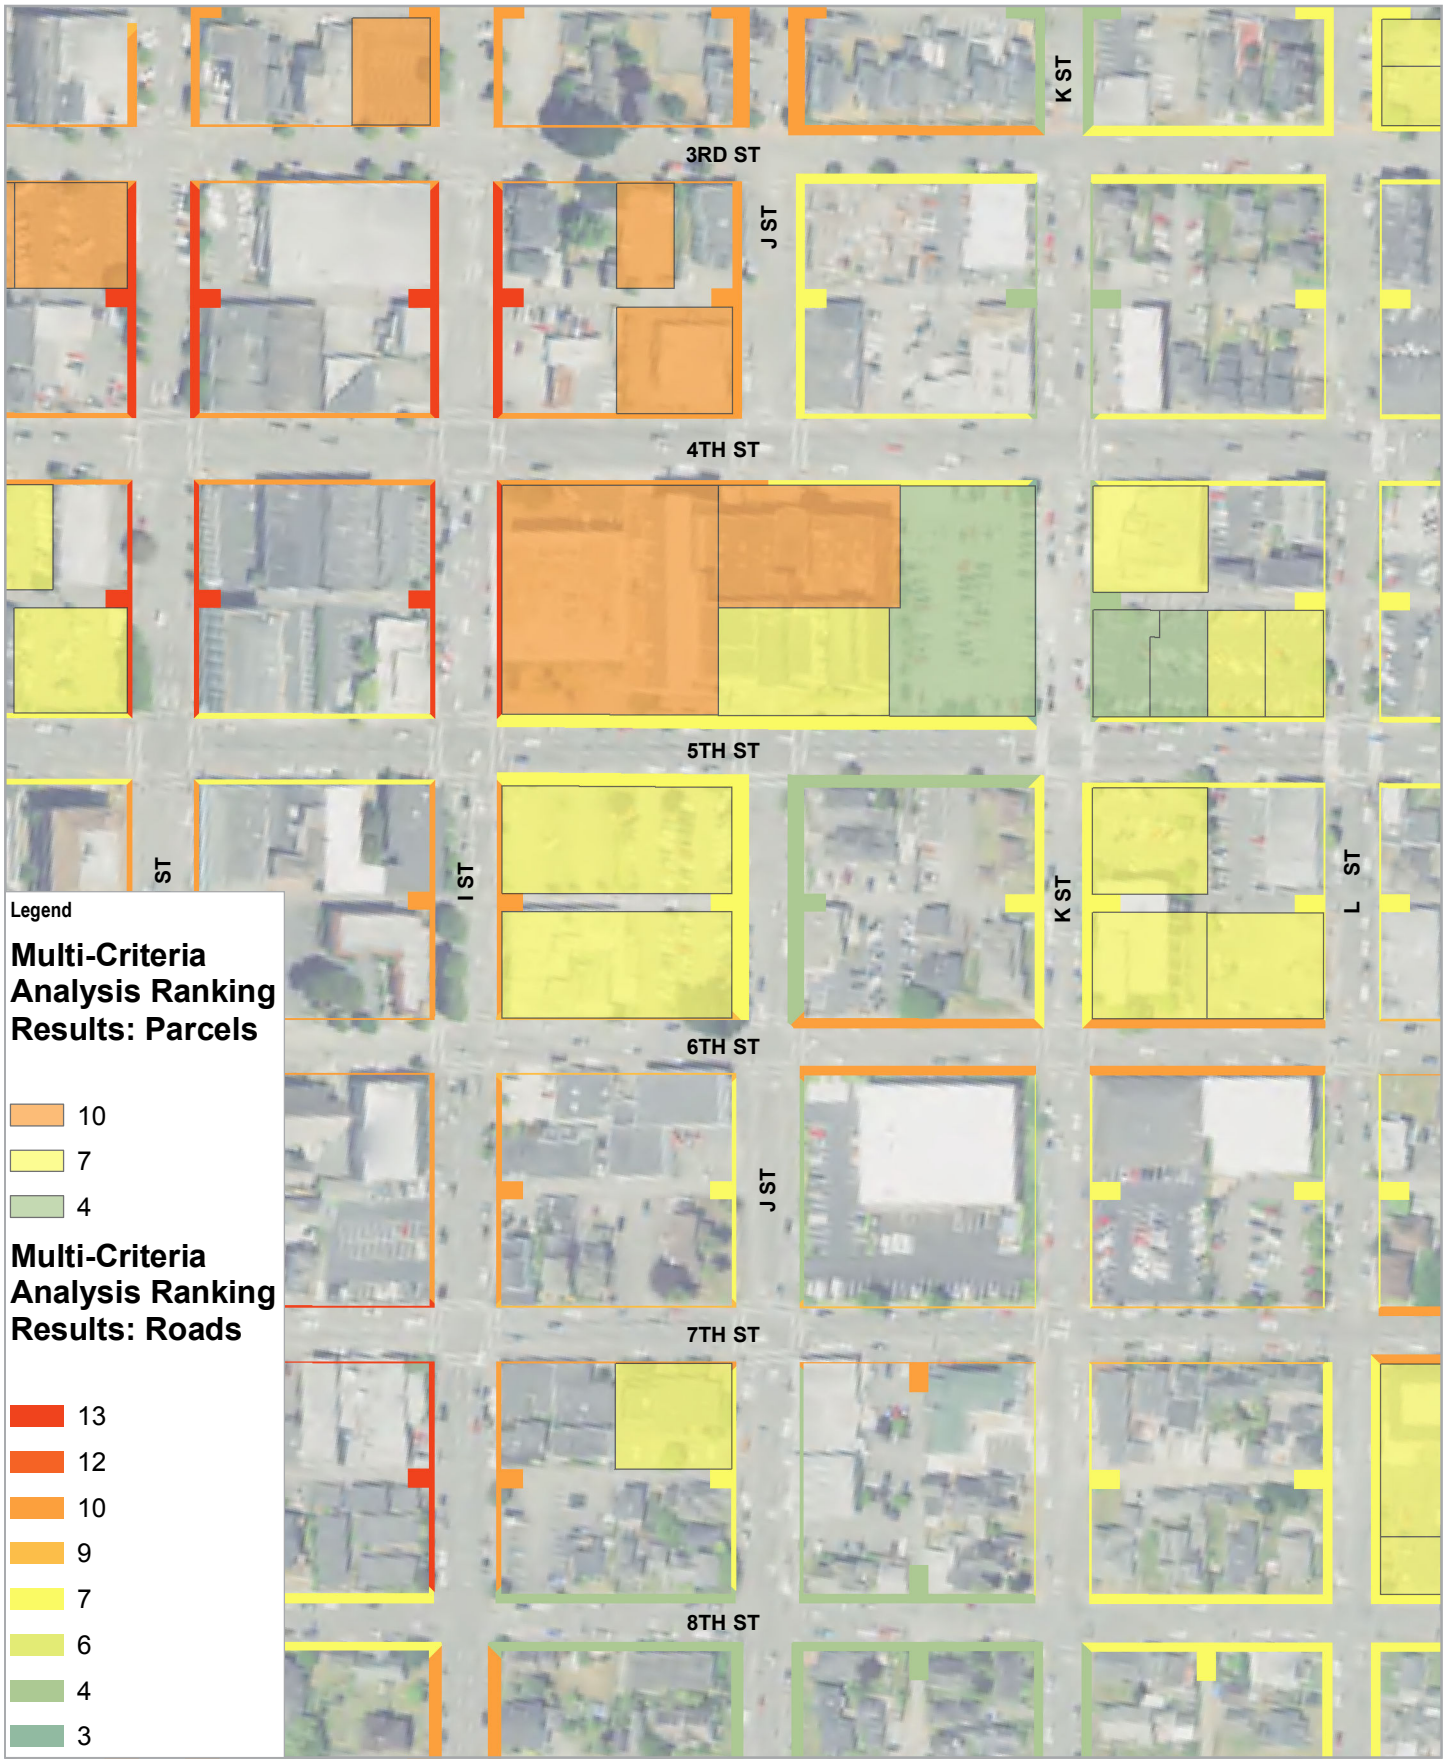 K ST
3RD ST
J ST
4TH ST
5TH ST
ST
I ST
K ST
L ST
6TH ST
J ST
7TH ST
8TH ST
Legend
Multi-Criteria
Analysis Ranking
Results: Parcels
10
7
4
Multi-Criteria
Analysis Ranking
Results: Roads
13
12
10
9
7
6
4
3